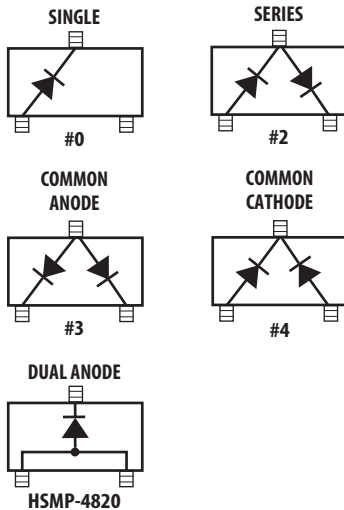 SINGLE
#0
SERIES
#2
COMMON
ANODE
#3
COMMON
CATHODE
#4
DUAL ANODE
HSMP-4820